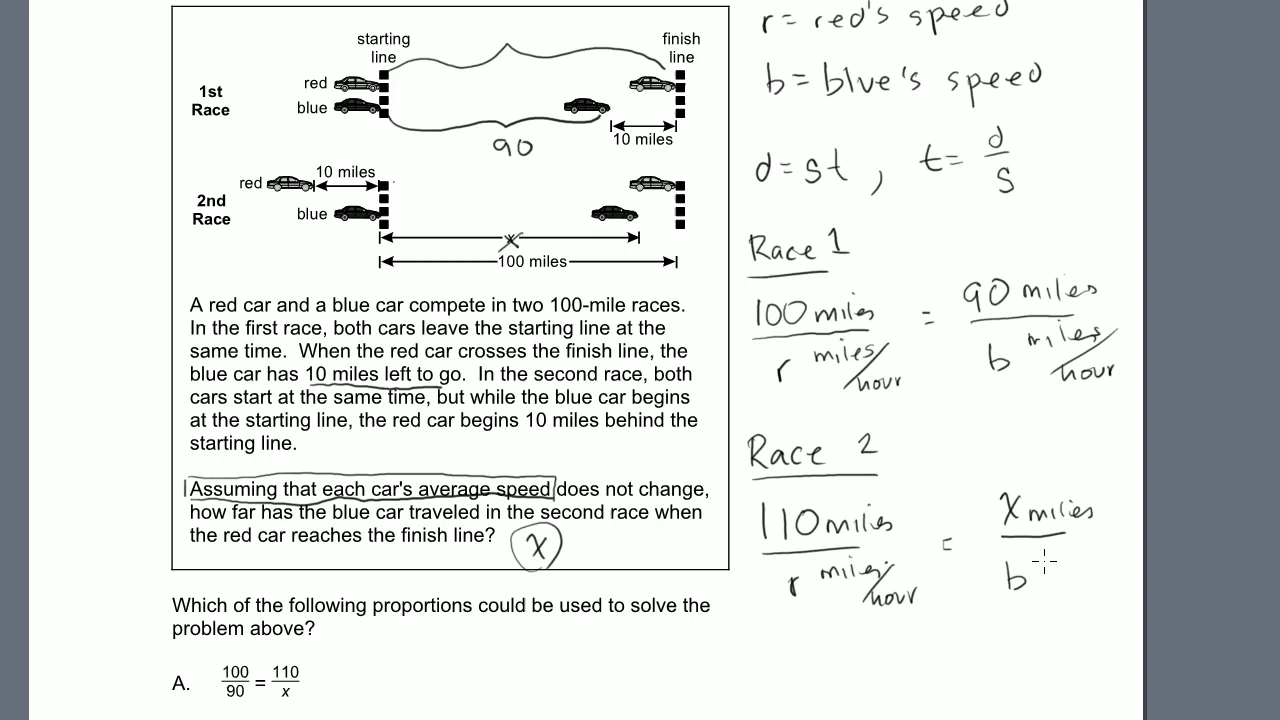 starting line
finish line
1st Race
red
blue
10 miles
90
red
10 miles
2nd Race
blue
x
100 miles
A red car and a blue car compete in two 100-mile races.
In the first race, both cars leave the starting line at the
same time. When the red car crosses the finish line, the
blue car has 10 miles left to go. In the second race, both
cars start at the same time, but while the blue car begins
at the starting line, the red car begins 10 miles behind the
starting line.
Assuming that each car's average speed does not change,
how far has the blue car traveled in the second race when
the red car reaches the finish line?
x
Which of the following proportions could be used to solve the
problem above?
A. 100/90 = 110/x
r = red's speed
b = blue's speed
d = st , t = d/s
Race 1
100 miles = 90 miles
r miles/hour b miles/hour
Race 2
110 miles = x miles
r miles/hour b